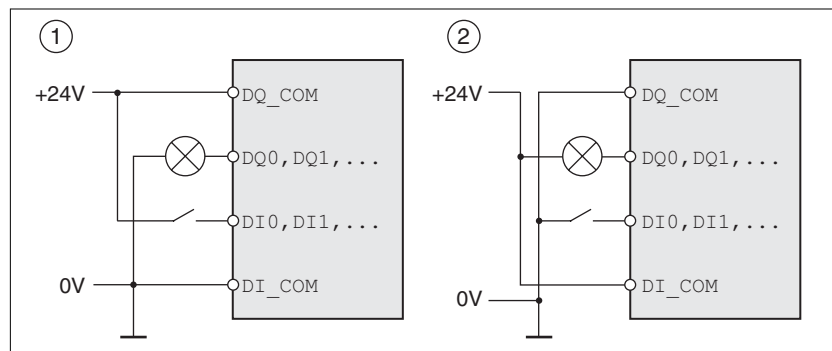 1
+24V
DQ_COM
DQ0,DQ1,...
DI0,DI1,...
0V
DI_COM
2
+24V
DQ_COM
DQ0,DQ1,...
DI0,DI1,...
DI_COM
0V